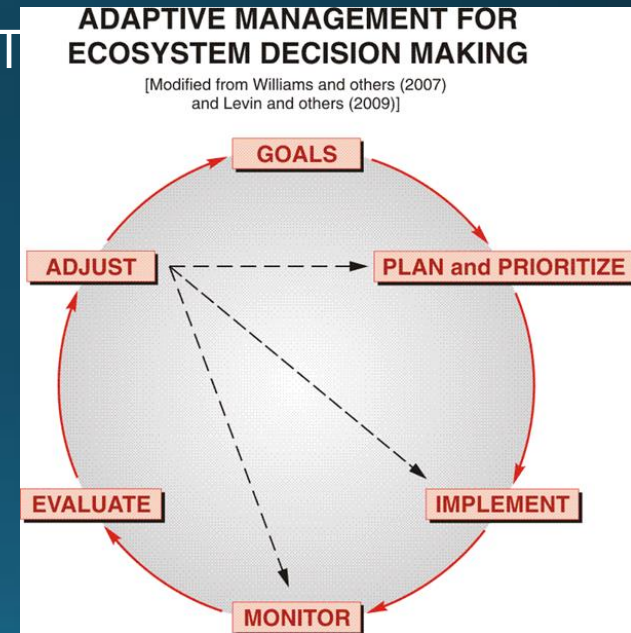 ADAPTIVE MANAGEMENT FOR
ECOSYSTEM DECISION MAKING
[Modified from Williams and others (2007)
and Levin and others (2009)]
T
GOALS
ADJUST
PLAN and PRIORITIZE
EVALUATE
IMPLEMENT
MONITOR